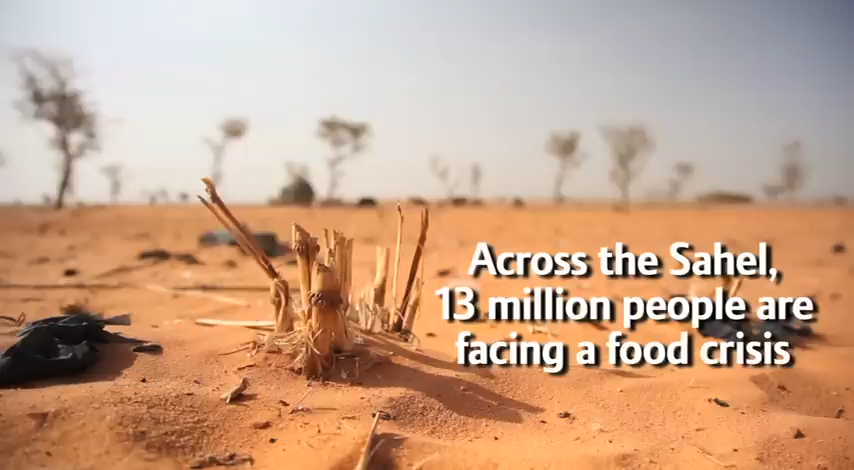 Across the Sahel,
13 million people are
facing a food crisis